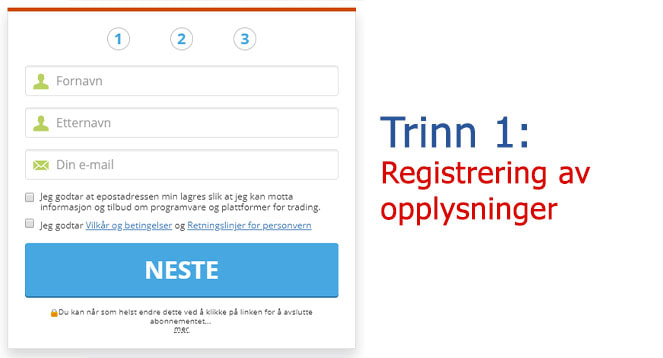 1 2 3
Fornavn
Etternavn
Din e-mail
Jeg godtar at epostadressen min lagres slik at jeg kan motta
informasjon og tilbud om programvare og plattformer for trading.
Jeg godtar Vilkår og betingelser og Retningslinjer for personvern
NESTE
Du kan når som helst endre dette ved å klikke på linken for å avslutte
abonnementet...
Trinn 1:
Registrering av
opplysninger